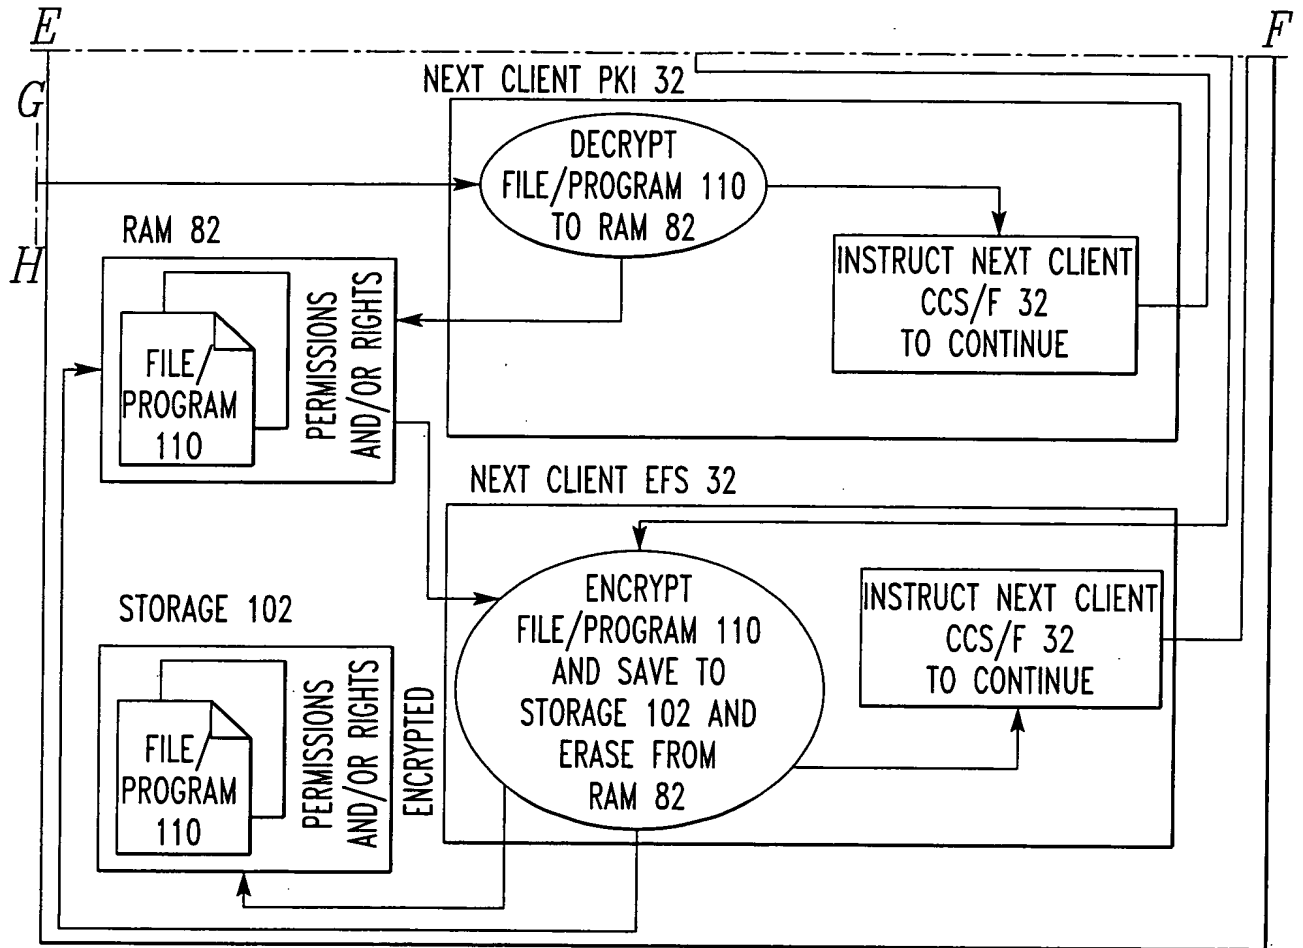 E
F
NEXT CLIENT PKI 32
G
DECRYPT
FILE/PROGRAM 110
TO RAM 82
RAM 82
H
INSTRUCT NEXT CLIENT
CCS/F 32
TO CONTINUE
FILE/
PROGRAM
110
PERMISSIONS
AND/OR RIGHTS
NEXT CLIENT EFS 32
ENCRYPT
FILE/PROGRAM 110
AND SAVE TO
STORAGE 102 AND
ERASE FROM
RAM 82
INSTRUCT NEXT CLIENT
CCS/F 32
TO CONTINUE
STORAGE 102
FILE/
PROGRAM
110
PERMISSIONS
AND/OR RIGHTS
ENCRYPTED